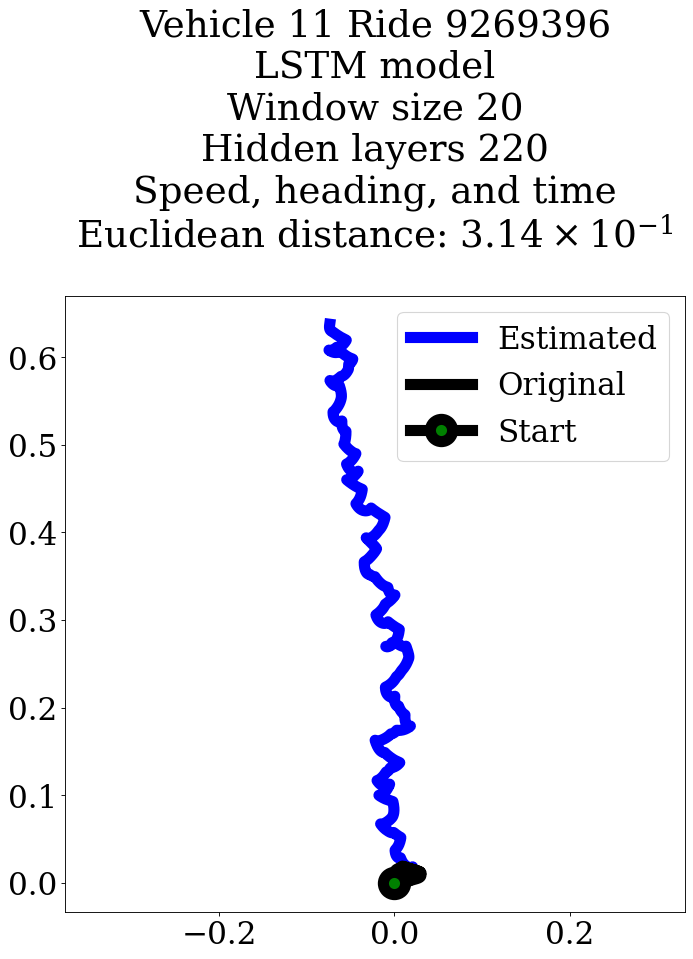 Vehicle 11 Ride 9269396
LSTM model
Window size 20
Hidden layers 220
Speed, heading, and time
Euclidean distance: 3.14 × 10⁻¹
Estimated
Original
Start
0.6
0.5
0.4
0.3
0.2
0.1
0.0
−0.2
0.0
0.2